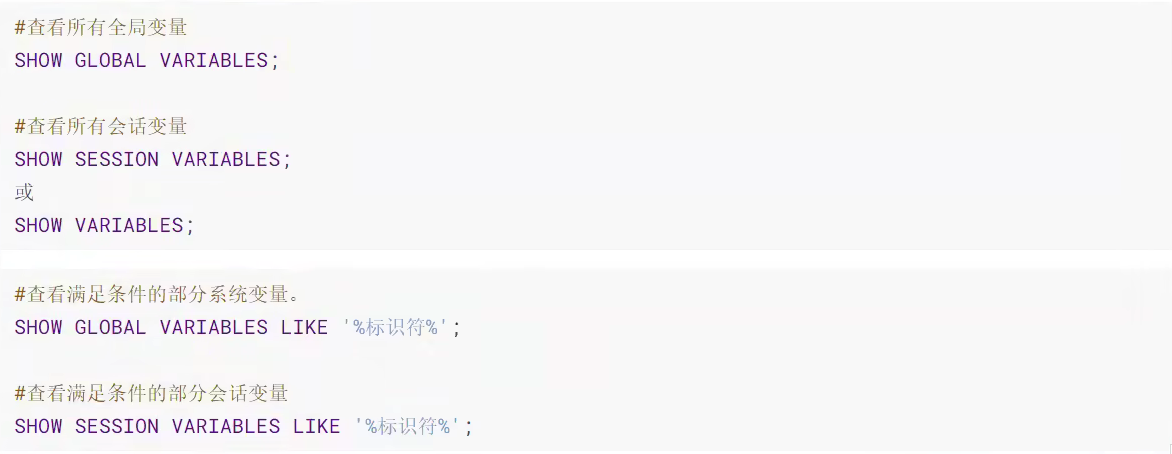 #查看所有全局变量
SHOW GLOBAL VARIABLES;
#查看所有会话变量
SHOW SESSION VARIABLES;
或
SHOW VARIABLES;
#查看满足条件的部分系统变量。
SHOW GLOBAL VARIABLES LIKE '%标识符%';
#查看满足条件的部分会话变量
SHOW SESSION VARIABLES LIKE '%标识符%';